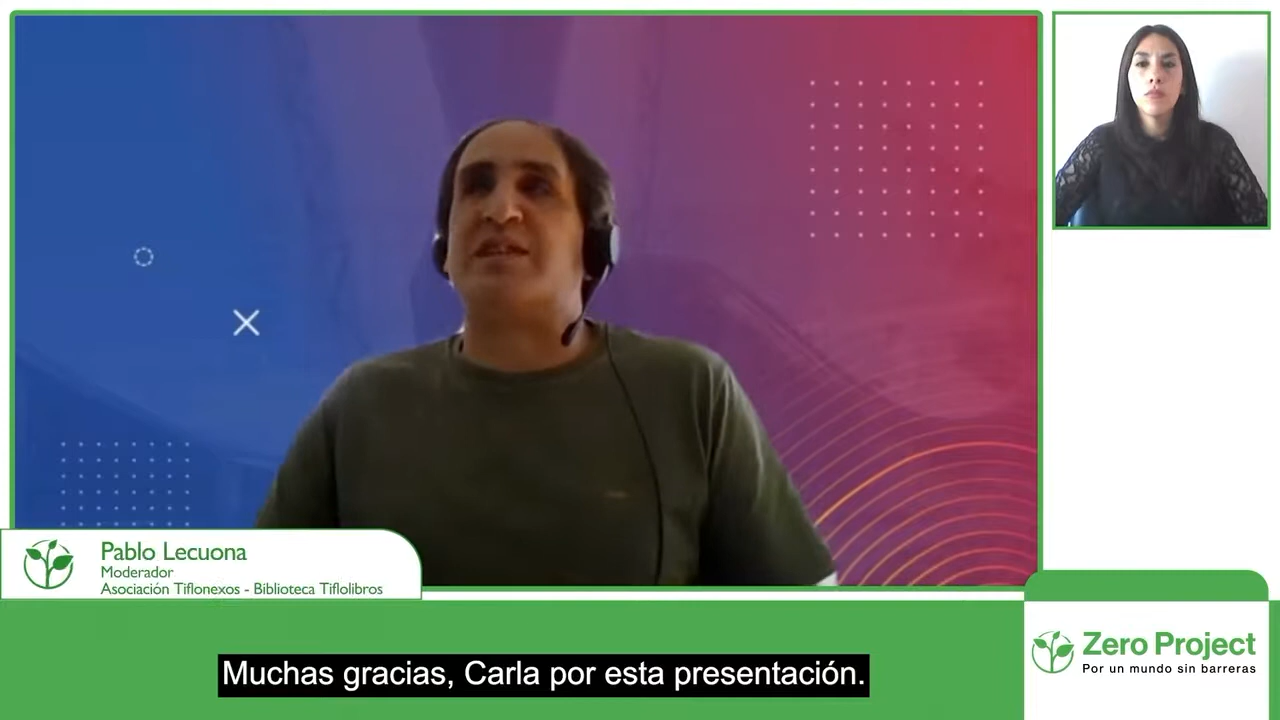 Pablo Lecuona
Moderador
Asociación Tiflonexos - Biblioteca Tiflolibros
Muchas gracias, Carla por esta presentación.
Zero Project
Por un mundo sin barreras